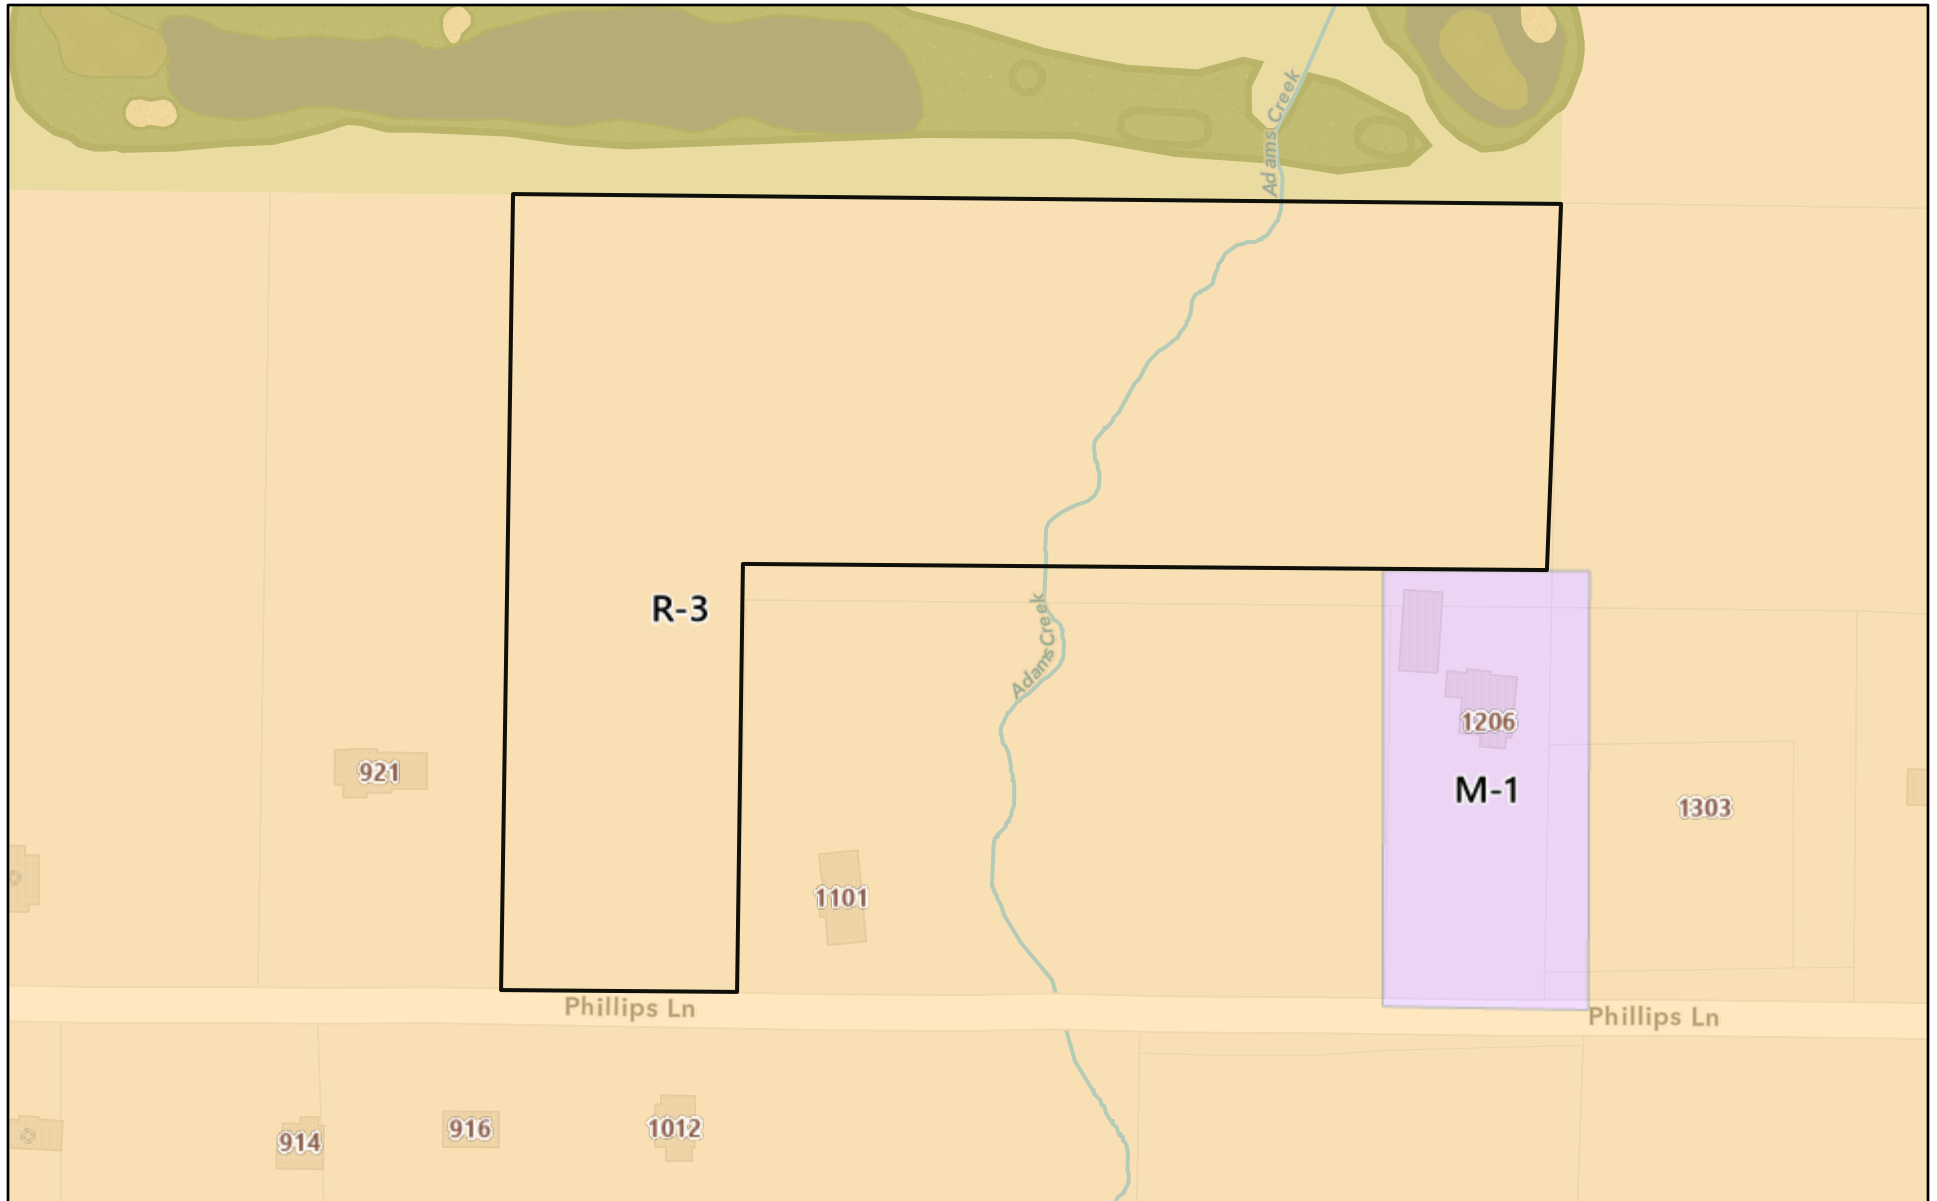 Adams Creek
R-3
Adams Creek
1206
921
M-1
1303
1101
Phillips Ln
Phillips Ln
914
916
1012